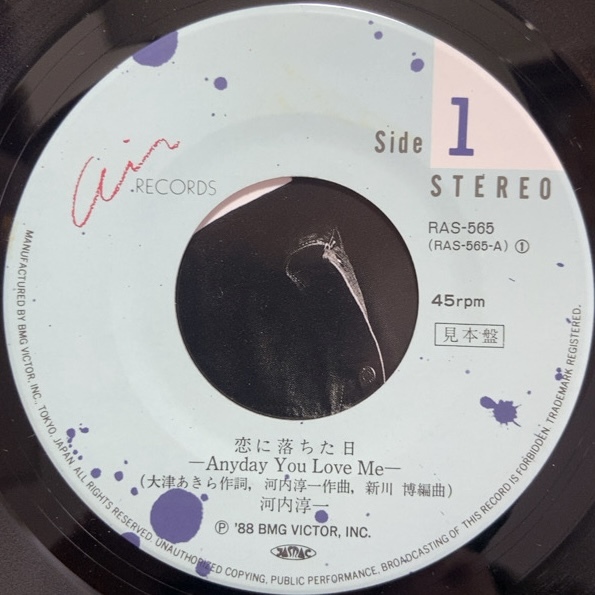 Side 1
STEREO
Air
RECORDS
RAS-565
(RAS-565-A) ①
45rpm
見本盤
恋に落ちた日
—Anyday You Love Me—
(大津あきら作詞, 河内淳一作曲, 新川 博編曲)
河内淳一
Ⓟ '88 BMG VICTOR, INC.
JASRAC
MANUFACTURED BY BMG VICTOR, INC., TOKYO, JAPAN ALL RIGHTS RESERVED. UNAUTHORISED COPYING, PUBLIC PERFORMANCE, BROADCASTING OF THIS RECORD IS FORBIDDEN. TRADEMARK REGISTERED.